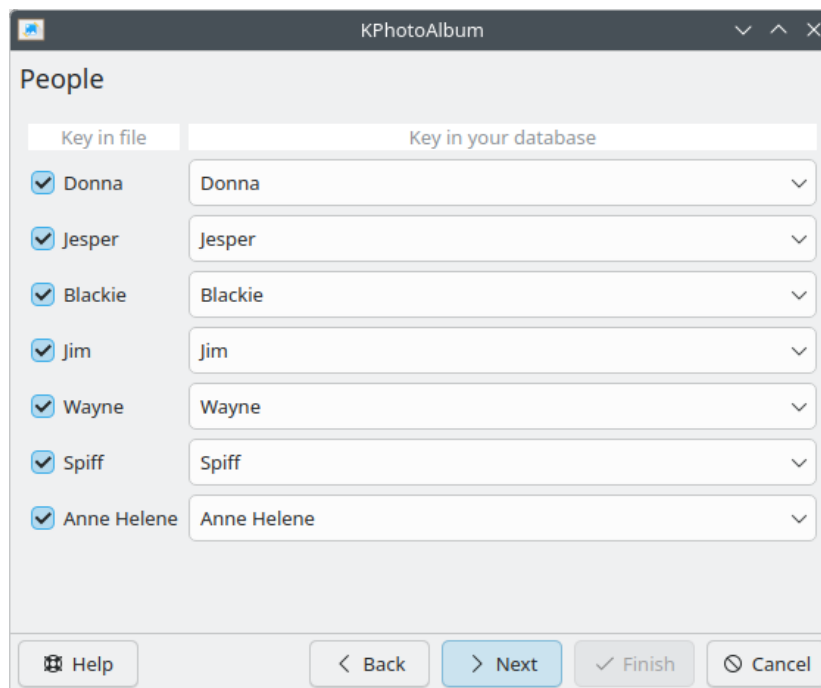 KPhotoAlbum
People
Key in file Key in your database
Donna Donna
Jesper Jesper
Blackie Blackie
Jim Jim
Wayne Wayne
Spiff Spiff
Anne Helene Anne Helene
Help Back Next Finish Cancel